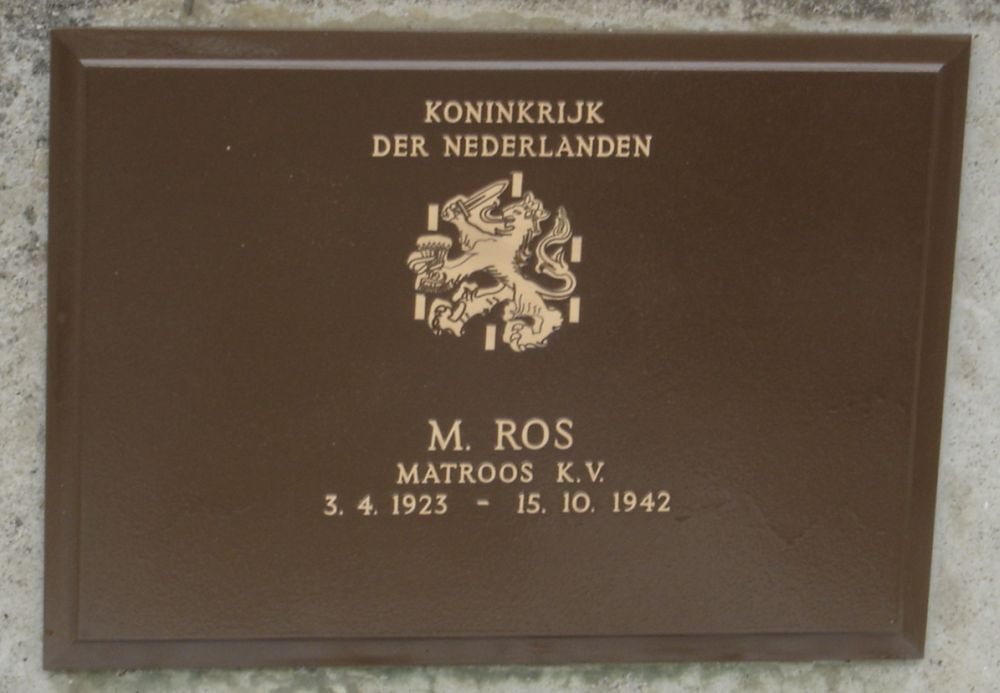 KONINKRIJK
DER NEDERLANDEN
M. ROS
MATROOS K.V.
3. 4. 1923 - 15. 10. 1942